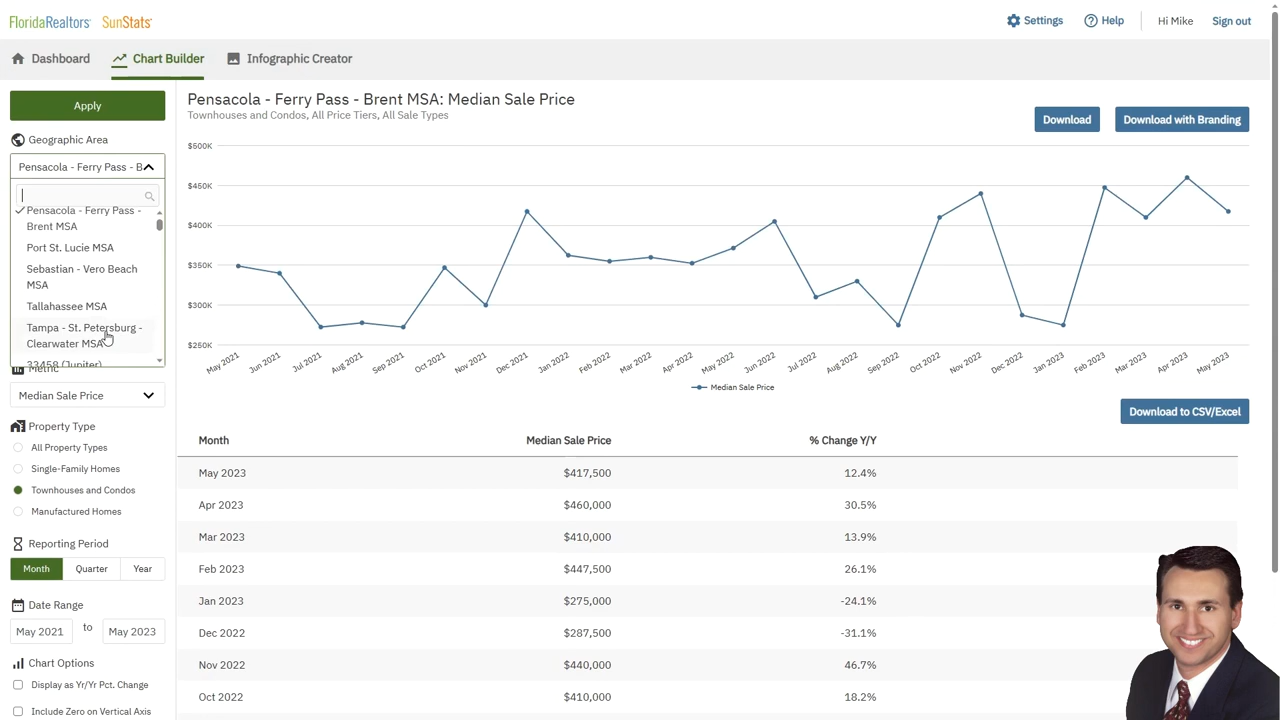 FloridaRealtors® SunStats®
Settings Help Hi Mike Sign out
Dashboard Chart Builder Infographic Creator
Apply
Geographic Area
Pensacola - Ferry Pass - B
Pensacola - Ferry Pass -
Brent MSA
Port St. Lucie MSA
Sebastian - Vero Beach
MSA
Tallahassee MSA
Tampa - St. Petersburg -
Clearwater MSA
33458 (Jupiter)
Metric
Median Sale Price
Property Type
All Property Types
Single-Family Homes
Townhouses and Condos
Manufactured Homes
Reporting Period
Month Quarter Year
Date Range
May 2021 to May 2023
Chart Options
Display as Yr/Yr Pct. Change
Include Zero on Vertical Axis
Pensacola - Ferry Pass - Brent MSA: Median Sale Price
Townhouses and Condos, All Price Tiers, All Sale Types
Download Download with Branding
$500K
$450K
$400K
$350K
$300K
$250K
May 2021 Jun 2021 Jul 2021 Aug 2021 Sep 2021 Oct 2021 Nov 2021 Dec 2021 Jan 2022 Feb 2022 Mar 2022 Apr 2022 May 2022 Jun 2022 Jul 2022 Aug 2022 Sep 2022 Oct 2022 Nov 2022 Dec 2022 Jan 2023 Feb 2023 Mar 2023 Apr 2023 May 2023
Median Sale Price
Download to CSV/Excel
Month Median Sale Price % Change Y/Y
May 2023 $417,500 12.4%
Apr 2023 $460,000 30.5%
Mar 2023 $410,000 13.9%
Feb 2023 $447,500 26.1%
Jan 2023 $275,000 -24.1%
Dec 2022 $287,500 -31.1%
Nov 2022 $440,000 46.7%
Oct 2022 $410,000 18.2%